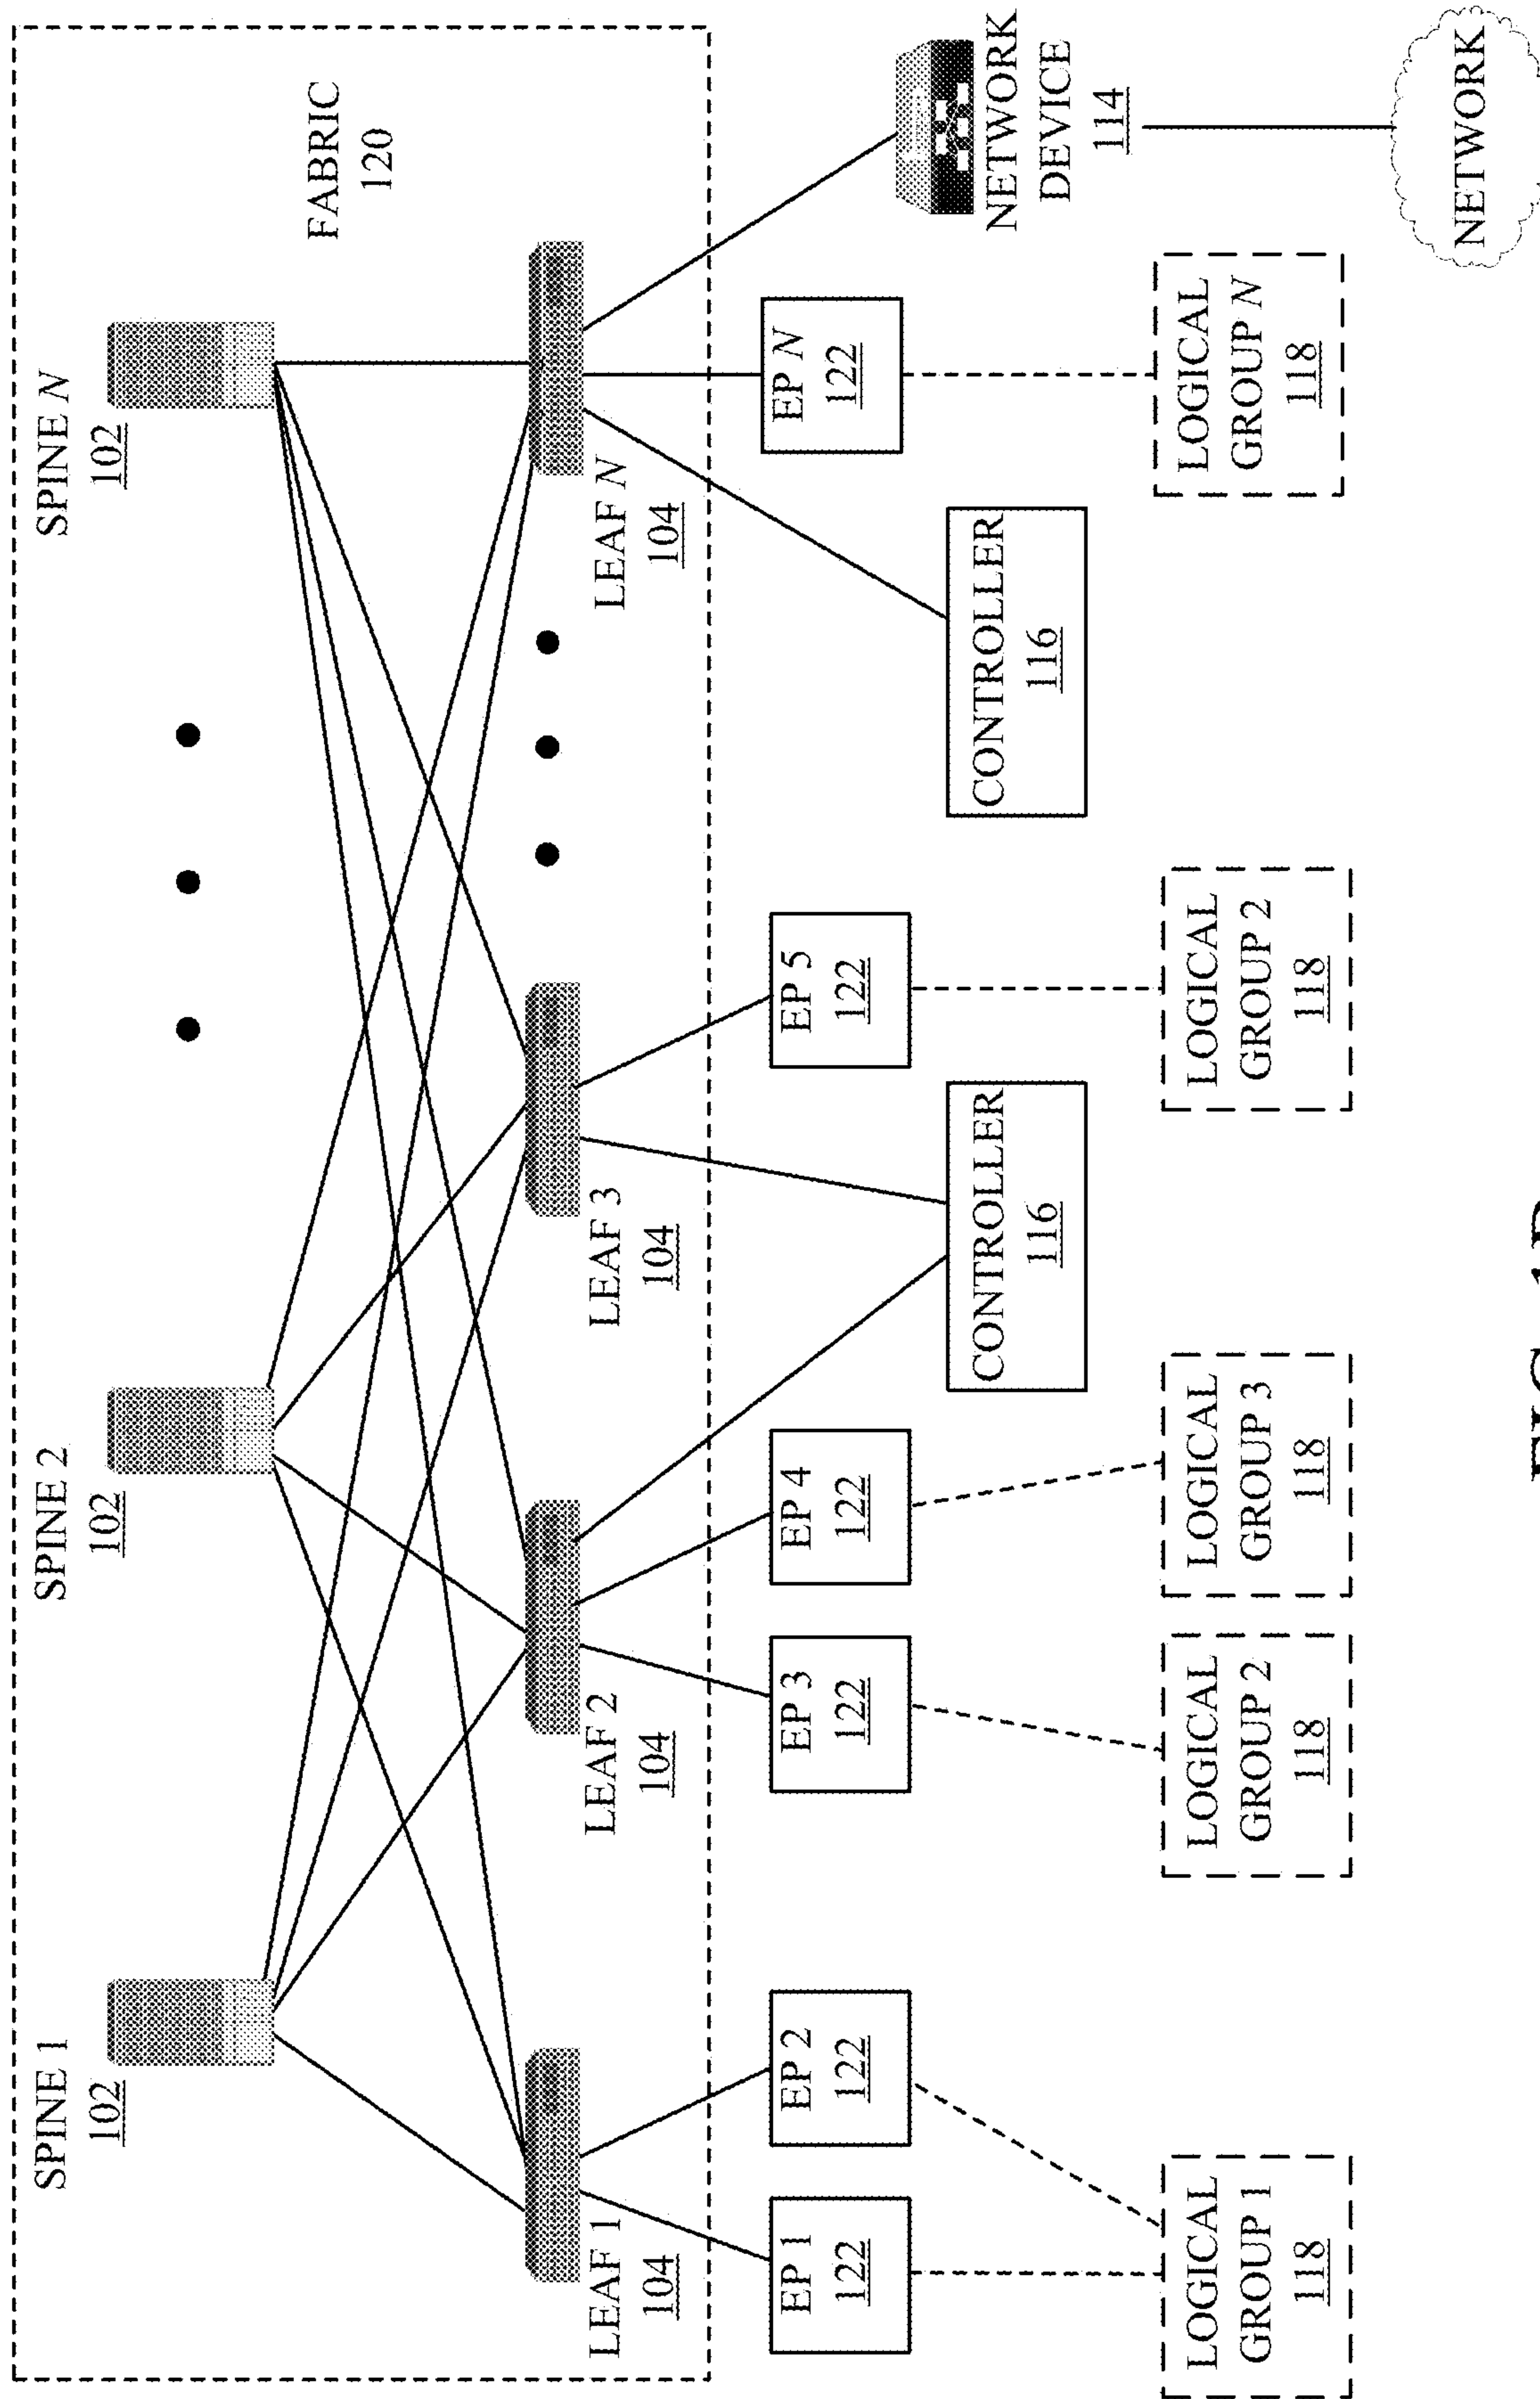 SPINE 1
102
SPINE 2
102
SPINE N
102
FABRIC
120
LEAF 1
104
LEAF 2
104
LEAF 3
104
LEAF N
104
EP 1
122
EP 2
122
EP 3
122
EP 4
122
EP 5
122
EP N
122
CONTROLLER
116
CONTROLLER
116
NETWORK
DEVICE
114
LOGICAL
GROUP 1
118
LOGICAL
GROUP 2
118
LOGICAL
GROUP 3
118
LOGICAL
GROUP 2
118
LOGICAL
GROUP N
118
NETWORK